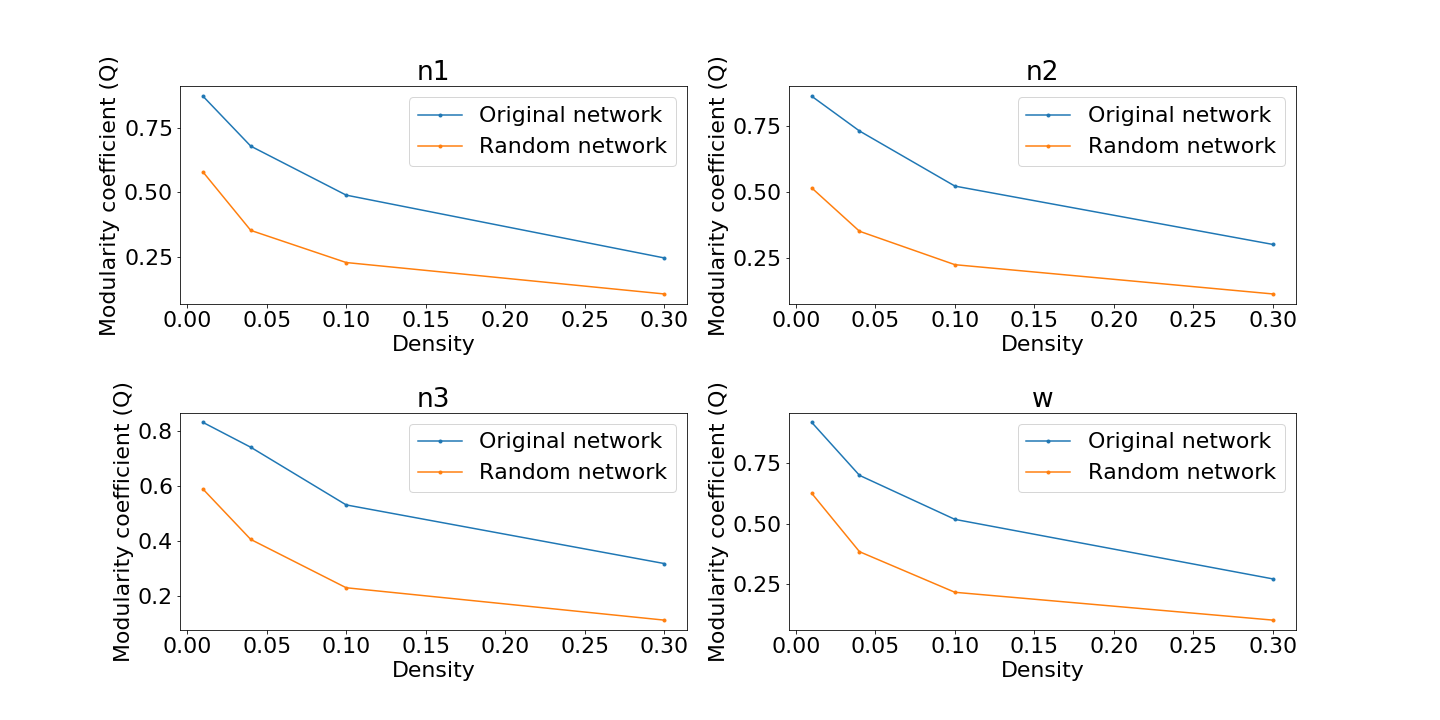 n1
Modularity coefficient (Q)
0.75
0.50
0.25
Original network
Random network
0.00 0.05 0.10 0.15 0.20 0.25 0.30
Density
n2
Modularity coefficient (Q)
0.75
0.50
0.25
Original network
Random network
0.00 0.05 0.10 0.15 0.20 0.25 0.30
Density
n3
Modularity coefficient (Q)
0.8
0.6
0.4
0.2
Original network
Random network
0.00 0.05 0.10 0.15 0.20 0.25 0.30
Density
w
Modularity coefficient (Q)
0.75
0.50
0.25
Original network
Random network
0.00 0.05 0.10 0.15 0.20 0.25 0.30
Density